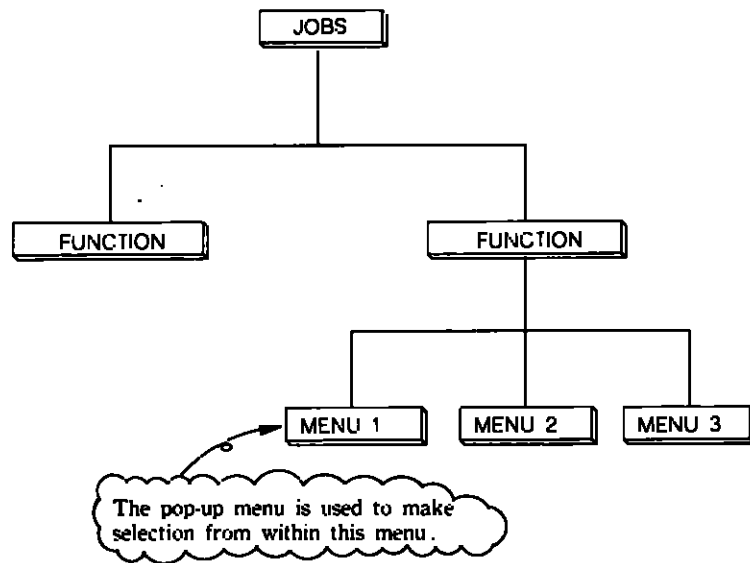 JOBS
FUNCTION
FUNCTION
MENU 1
MENU 2
MENU 3
The pop-up menu is used to make
selection from within this menu.